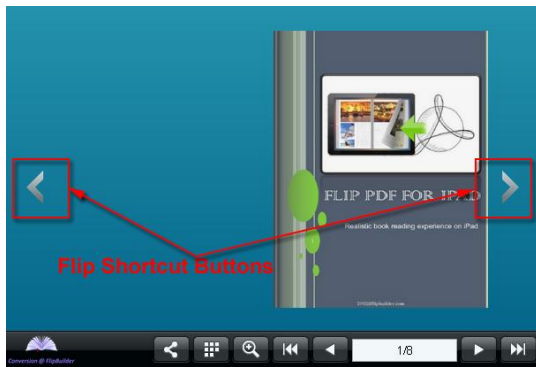 FLIP PDF FOR IPAD
Realistic book reading experience on iPad
Flip Shortcut Buttons
Conversion @ FlipBuilder
1/8